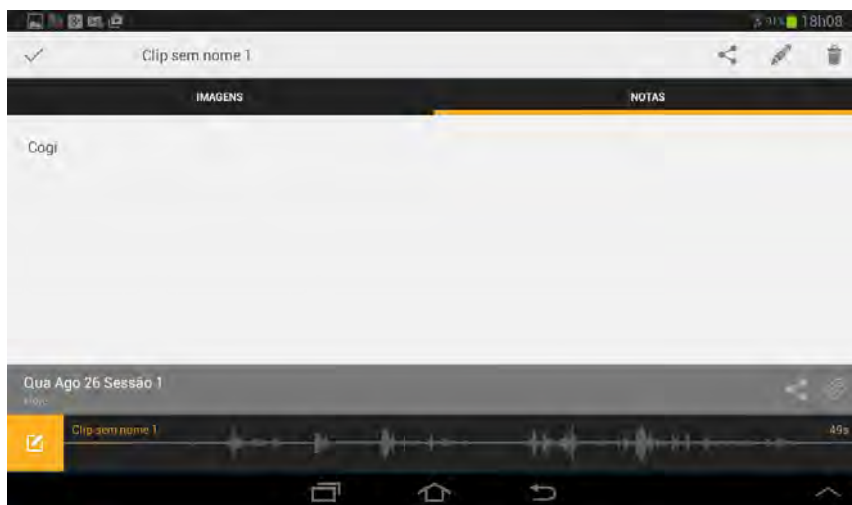 18h08
Clip sem nome 1
IMAGENS
NOTAS
Cogi
Qua Ago 26 Sessão 1
Clip sem nome 1
49s